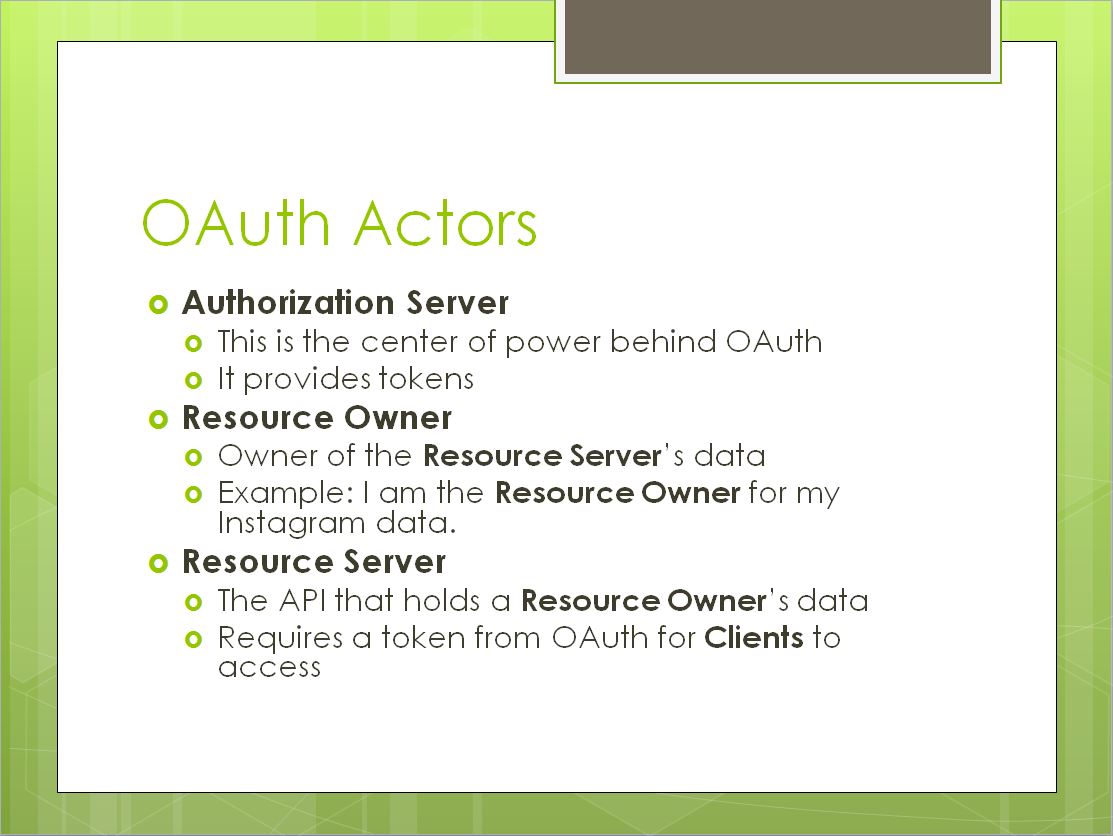 OAuth Actors
Authorization Server
This is the center of power behind OAuth
It provides tokens
Resource Owner
Owner of the Resource Server's data
Example: I am the Resource Owner for my
Instagram data.
Resource Server
The API that holds a Resource Owner's data
Requires a token from OAuth for Clients to
access